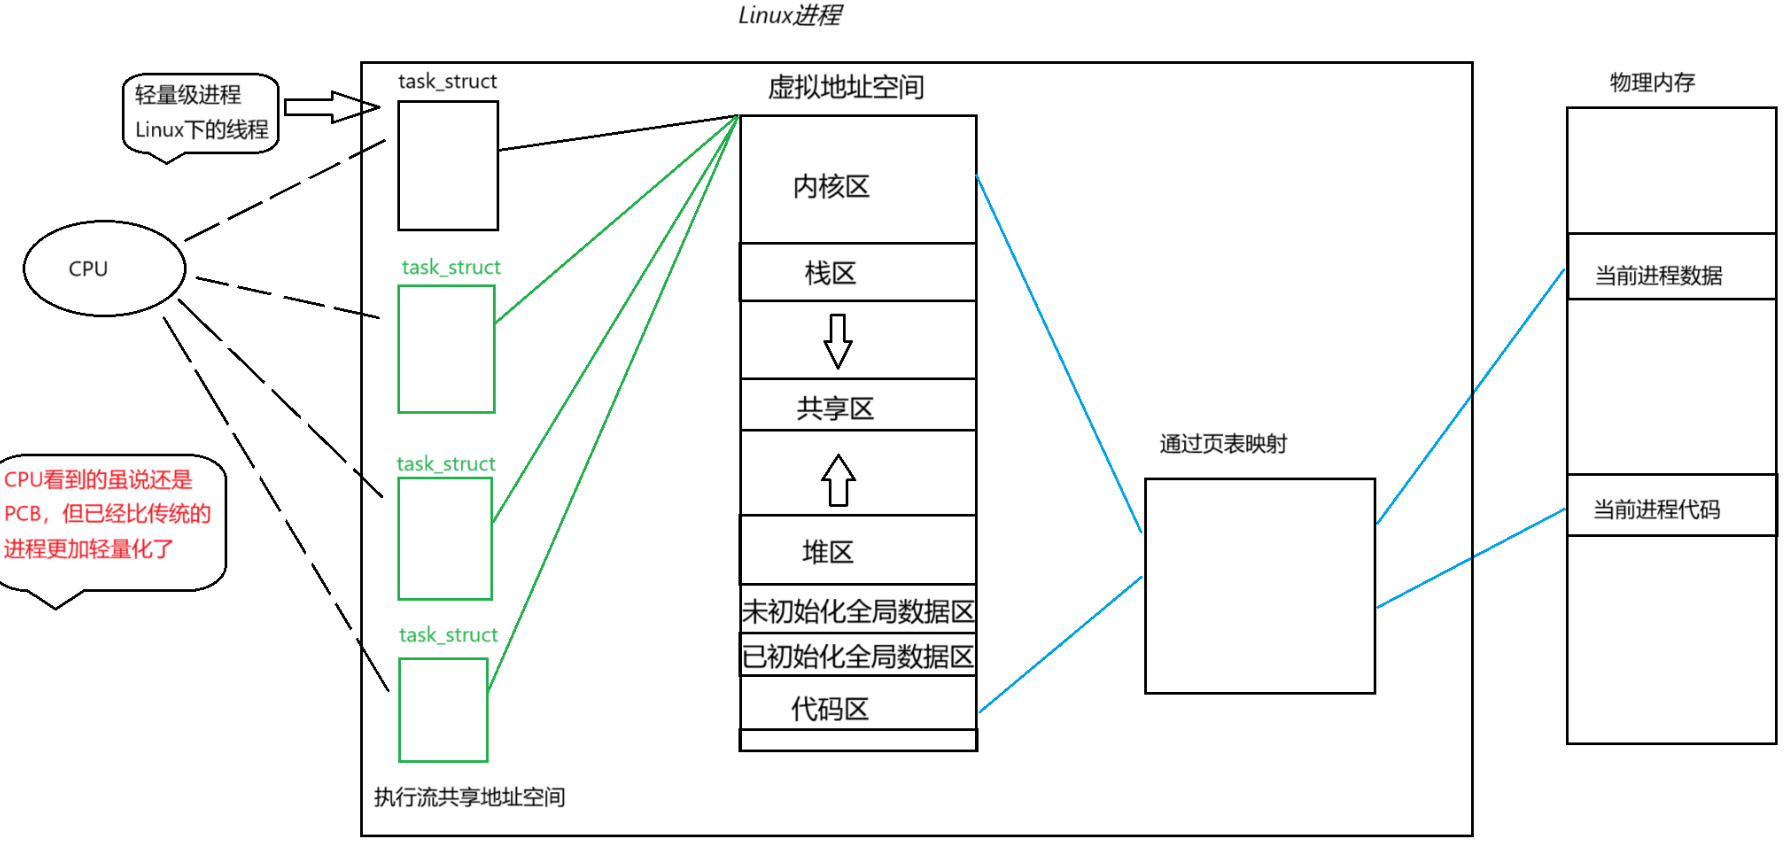 Linux进程
轻量级进程
Linux下的线程
task_struct
虚拟地址空间
物理内存
内核区
CPU
task_struct
栈区
当前进程数据
共享区
通过页表映射
task_struct
CPU看到的虽说还是
PCB，但已经比传统的
进程更加轻量化了
当前进程代码
堆区
未初始化全局数据区
task_struct
已初始化全局数据区
代码区
执行流共享地址空间